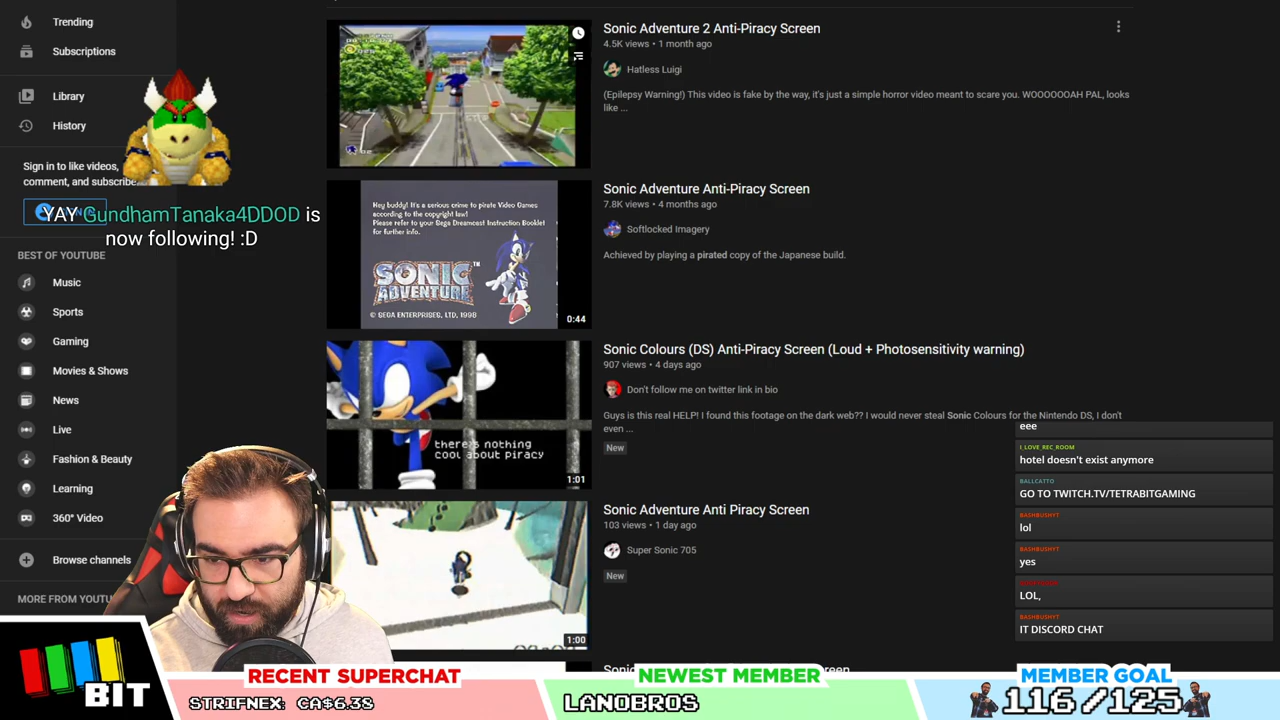 Trending
Subscriptions
Library
History
Sign in to like videos,
comment, and subscribe
YAY GundhamTanaka4DDOD is
now following! :D
BEST OF YOUTUBE
Music
Sports
Gaming
Movies & Shows
News
Live
Fashion & Beauty
Learning
360° Video
Browse channels
MORE FROM YOUTU
Sonic Adventure 2 Anti-Piracy Screen
4.5K views • 1 month ago
Hatless Luigi
(Epilepsy Warning!) This video is fake by the way, it's just a simple horror video meant to scare you. WOOOOOOAH PAL, looks
like ...
Hey buddy! It's a serious crime to pirate Video Games
according to the copyright law!
Please refer to your Sega Dreamcast Instruction Booklet
for further info.
SONIC
ADVENTURE
TM
© SEGA ENTERPRISES, LTD, 1998
0:44
Sonic Adventure Anti-Piracy Screen
7.8K views • 4 months ago
Softlocked Imagery
Achieved by playing a pirated copy of the Japanese build.
there's nothing
cool about piracy
1:01
Sonic Colours (DS) Anti-Piracy Screen (Loud + Photosensitivity warning)
907 views • 4 days ago
Don't follow me on twitter link in bio
Guys is this real HELP! I found this footage on the dark web?? I would never steal Sonic Colours for the Nintendo DS, I don't
even ...
New
1:00
Sonic Adventure Anti Piracy Screen
103 views • 1 day ago
Super Sonic 705
New
eee
I_LOVE_REC_ROOM
hotel doesn't exist anymore
BALLCATTO
GO TO TWITCH.TV/TETRABITGAMING
BASHBUSHYT
lol
BASHBUSHYT
yes
LOL,
BASHBUSHYT
IT DISCORD CHAT
BIT
RECENT SUPERCHAT
STRIFNEX: CA$6.38
NEWEST MEMBER
LANOBROS
MEMBER GOAL
116/125